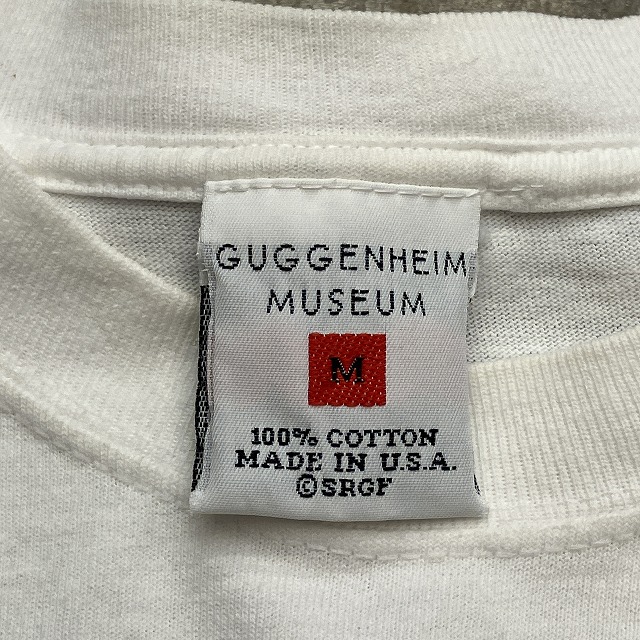 GUGGENHEIM
MUSEUM
M
100% COTTON
MADE IN U.S.A.
©SRGF